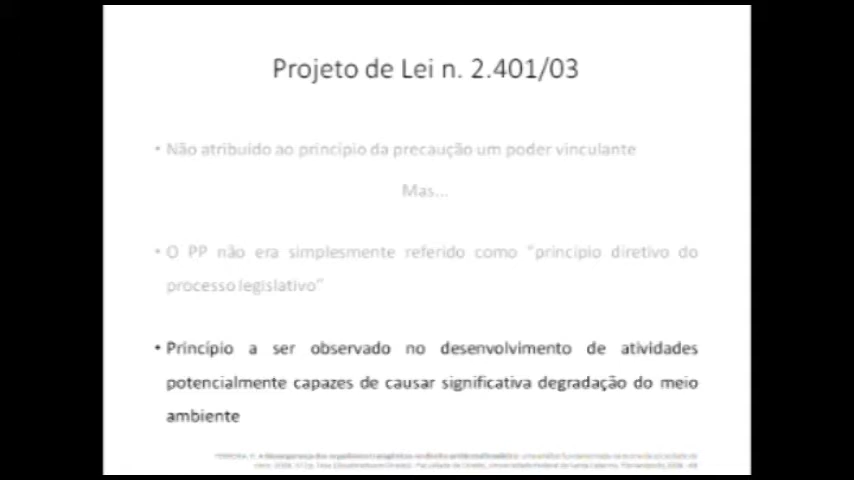 Projeto de Lei n. 2.401/03
• Não atribuído ao princípio da precaução um poder vinculante
Mas...
• O PP não era simplesmente referido como “princípio diretivo do
processo legislativo”
• Princípio a ser observado no desenvolvimento de atividades
potencialmente capazes de causar significativa degradação do meio
ambiente